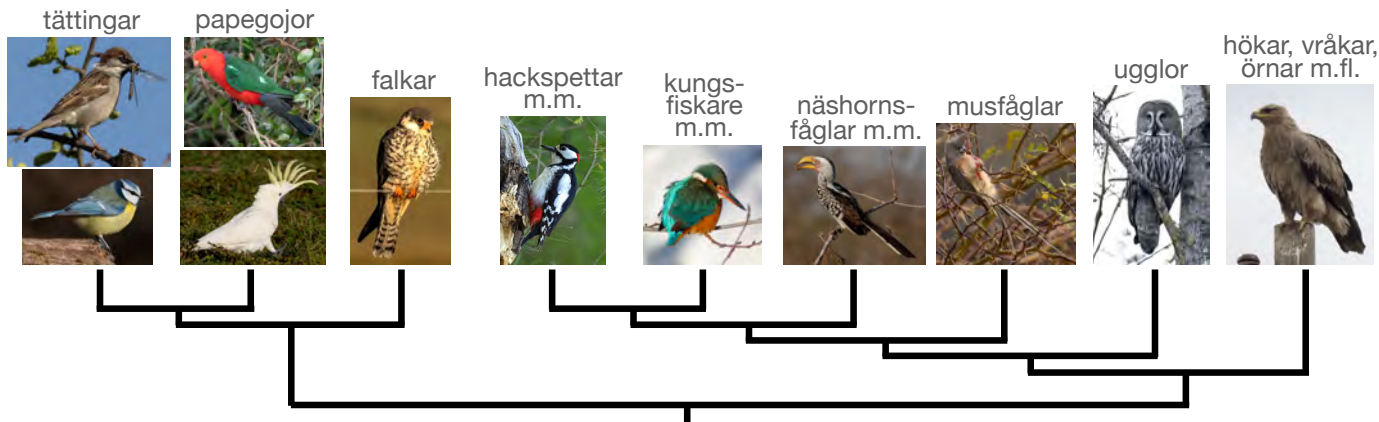 tättingar
papegojor
falkar
hackspettar
m.m.
kungs-
fiskare
m.m.
näshorns-
fåglar m.m.
musfåglar
ugglor
hökar, vråkar,
örnar m.fl.